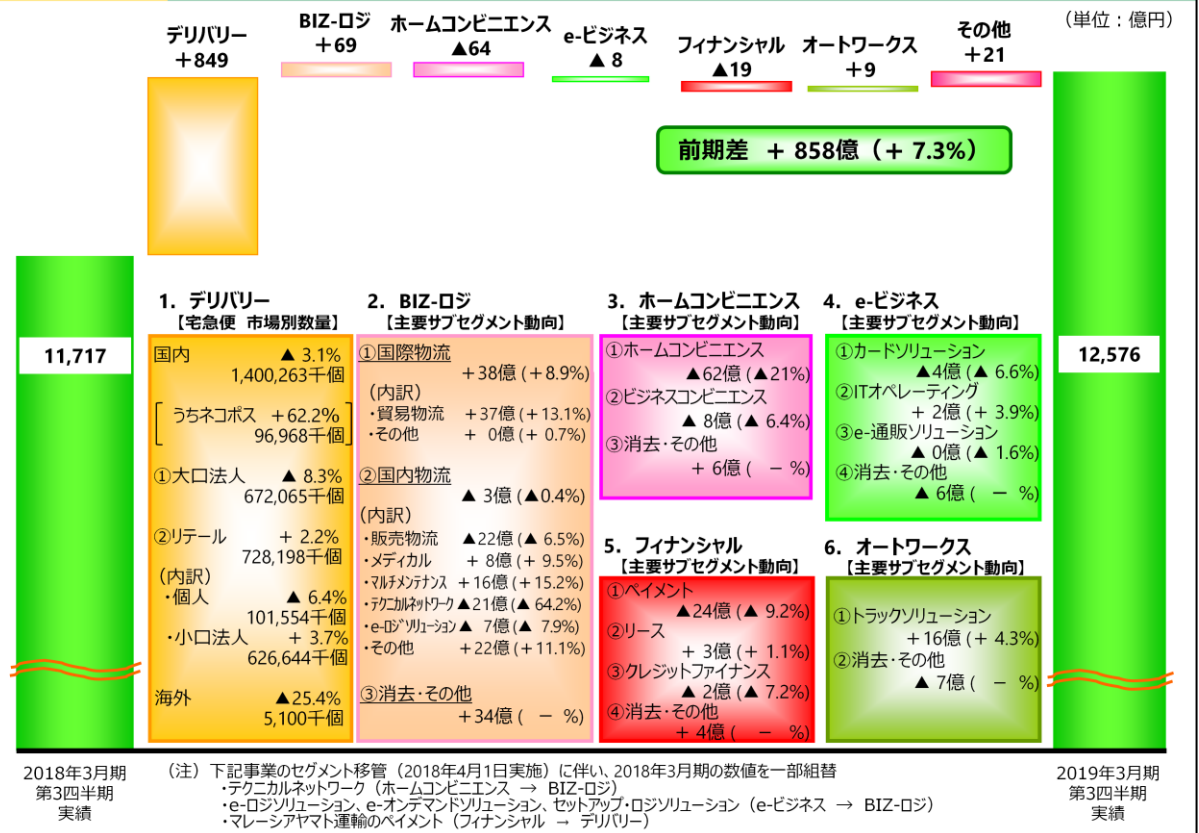 （単位：億円）
デリバリー
+849
BIZ-ロジ
+69
ホームコンビニエンス
▲64
e-ビジネス
▲ 8
フィナンシャル
▲19
オートワークス
+9
その他
+21
前期差 + 858億（+ 7.3%）
11,717
12,576
1. デリバリー
【宅急便 市場別数量】
国内 ▲ 3.1%
1,400,263千個
うちネコポス +62.2%
96,968千個
①大口法人 ▲ 8.3%
672,065千個
②リテール + 2.2%
728,198千個
(内訳)
・個人 ▲ 6.4%
101,554千個
・小口法人 + 3.7%
626,644千個
海外 ▲25.4%
5,100千個
2. BIZ-ロジ
【主要サブセグメント動向】
①国際物流
+38億 (+8.9%)
(内訳)
・貿易物流 +37億 (+13.1%)
・その他 + 0億 (+ 0.7%)
②国内物流
▲ 3億 (▲0.4%)
(内訳)
・販売物流 ▲22億 (▲ 6.5%)
・メディカル + 8億 (+ 9.5%)
・マルチメンテナンス +16億 (+15.2%)
・テクニカルネットワーク ▲21億 (▲ 64.2%)
・e-ロジソリューション ▲ 7億 (▲ 7.9%)
・その他 +22億 (+11.1%)
③消去・その他
+34億 ( － %)
3. ホームコンビニエンス
【主要サブセグメント動向】
①ホームコンビニエンス
▲62億 (▲21%)
②ビジネスコンビニエンス
▲ 8億 (▲ 6.4%)
③消去・その他
+ 6億 ( － %)
4. e-ビジネス
【主要サブセグメント動向】
①カードソリューション
▲4億 (▲ 6.6%)
②ITオペレーティング
+ 2億 (+ 3.9%)
③e-通販ソリューション
▲ 0億 (▲ 1.6%)
④消去・その他
▲ 6億 ( － %)
5. フィナンシャル
【主要サブセグメント動向】
①ペイメント
▲24億 (▲ 9.2%)
②リース
+ 3億 (+ 1.1%)
③クレジットファイナンス
▲ 2億 (▲ 7.2%)
④消去・その他
+ 4億 ( － %)
6. オートワークス
【主要サブセグメント動向】
①トラックソリューション
+16億 (+ 4.3%)
②消去・その他
▲ 7億 ( － %)
2018年3月期
第3四半期
実績
2019年3月期
第3四半期
実績
（注）下記事業のセグメント移管（2018年4月1日実施）に伴い、2018年3月期の数値を一部組替
・テクニカルネットワーク（ホームコンビニエンス → BIZ-ロジ）
・e-ロジソリューション、e-オンデマンドソリューション、セットアップ・ロジソリューション（e-ビジネス → BIZ-ロジ）
・マレーシアヤマト運輸のペイメント（フィナンシャル → デリバリー）